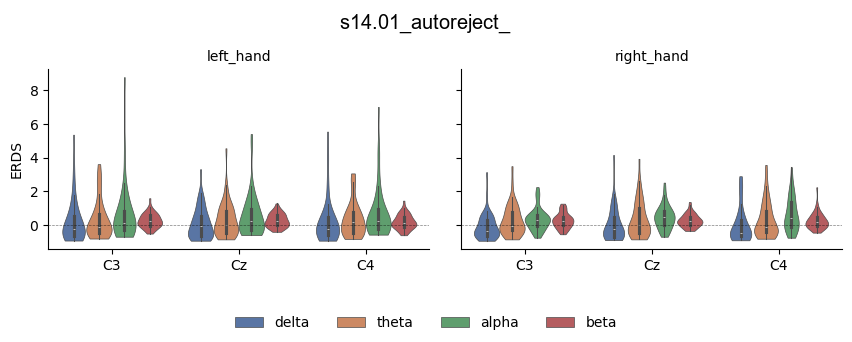 s14.01_autoreject_
left_hand
right_hand
ERDS
8
6
4
2
0
C3 Cz C4
C3 Cz C4
delta theta alpha beta